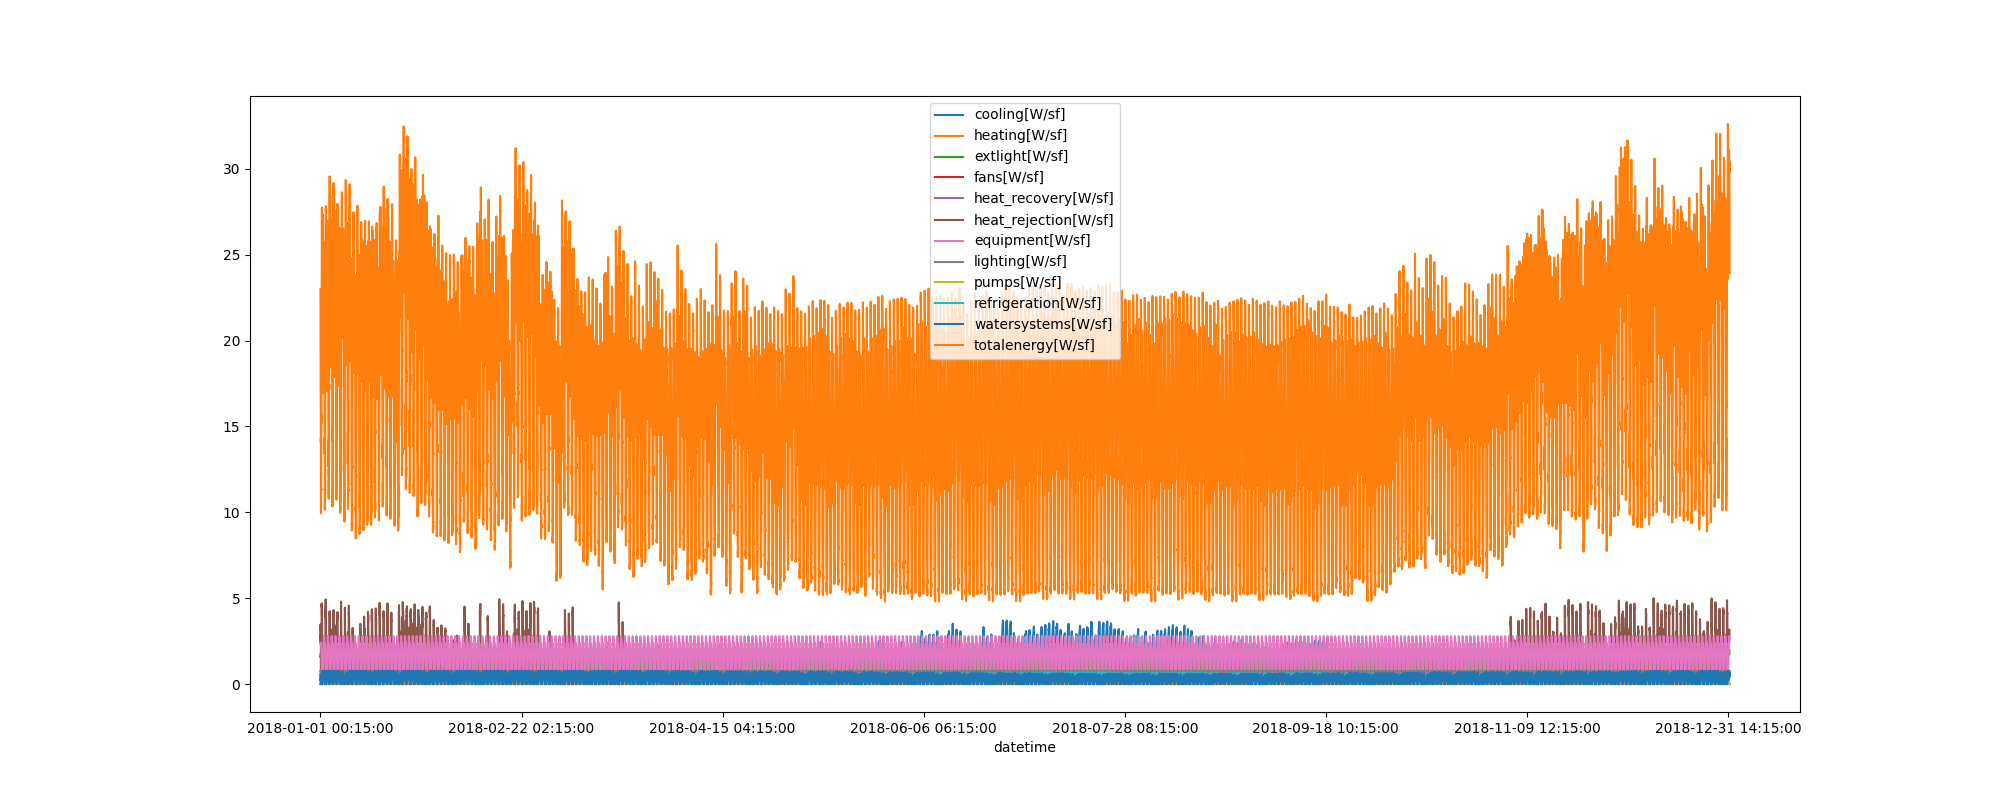 cooling[W/sf]
heating[W/sf]
extlight[W/sf]
fans[W/sf]
heat_recovery[W/sf]
heat_rejection[W/sf]
equipment[W/sf]
lighting[W/sf]
pumps[W/sf]
refrigeration[W/sf]
watersystems[W/sf]
totalenergy[W/sf]
30
25
20
15
10
5
0
2018-01-01 00:15:00 2018-02-22 02:15:00 2018-04-15 04:15:00 2018-06-06 06:15:00 2018-07-28 08:15:00 2018-09-18 10:15:00 2018-11-09 12:15:00 2018-12-31 14:15:00
datetime